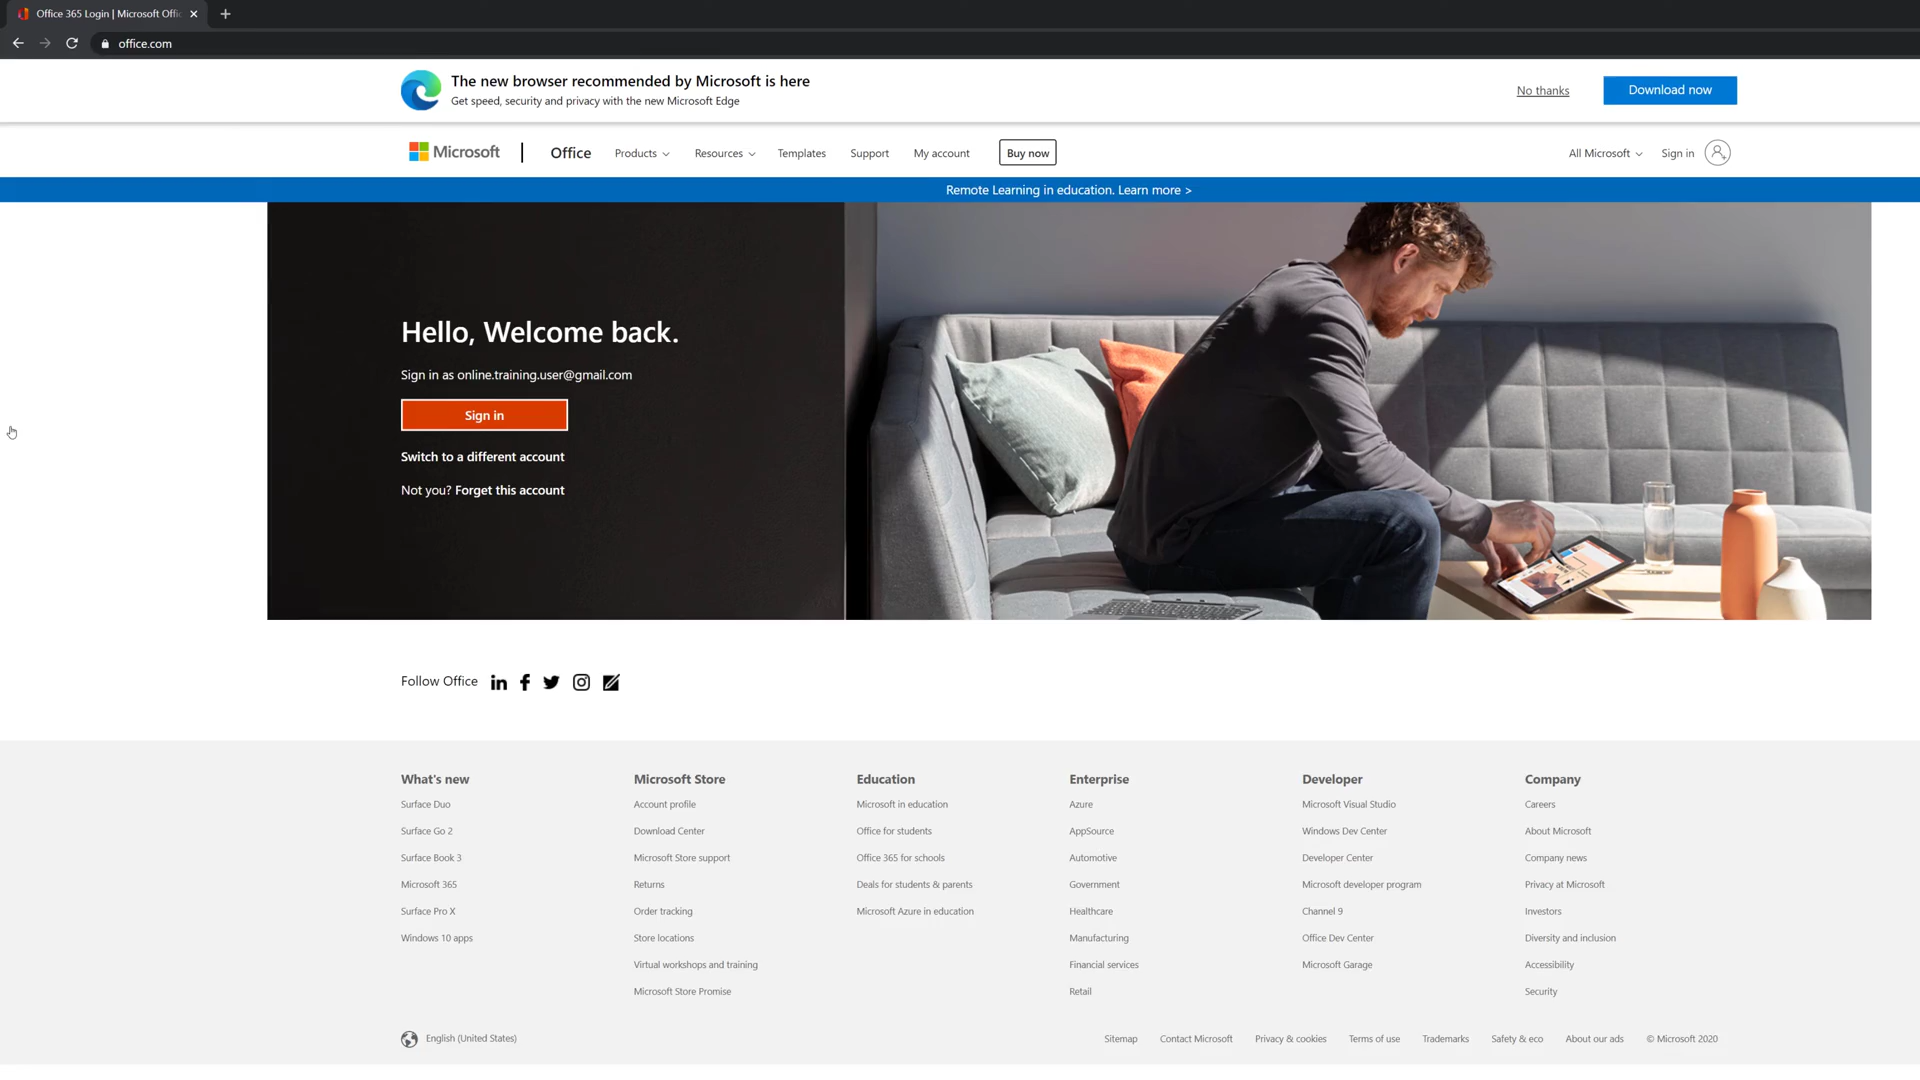 Office 365 Login | Microsoft Offic
office.com
The new browser recommended by Microsoft is here
Get speed, security and privacy with the new Microsoft Edge
No thanks
Download now
Microsoft
Office
Products
Resources
Templates
Support
My account
Buy now
All Microsoft
Sign in
Remote Learning in education. Learn more >
Hello, Welcome back.
Sign in as online.training.user@gmail.com
Sign in
Switch to a different account
Not you? Forget this account
Follow Office
What's new
Surface Duo
Surface Go 2
Surface Book 3
Microsoft 365
Surface Pro X
Windows 10 apps
Microsoft Store
Account profile
Download Center
Microsoft Store support
Returns
Order tracking
Store locations
Virtual workshops and training
Microsoft Store Promise
Education
Microsoft in education
Office for students
Office 365 for schools
Deals for students & parents
Microsoft Azure in education
Enterprise
Azure
AppSource
Automotive
Government
Healthcare
Manufacturing
Financial services
Retail
Developer
Microsoft Visual Studio
Windows Dev Center
Developer Center
Microsoft developer program
Channel 9
Office Dev Center
Microsoft Garage
Company
Careers
About Microsoft
Company news
Privacy at Microsoft
Investors
Diversity and inclusion
Accessibility
Security
English (United States)
Sitemap
Contact Microsoft
Privacy & cookies
Terms of use
Trademarks
Safety & eco
About our ads
© Microsoft 2020